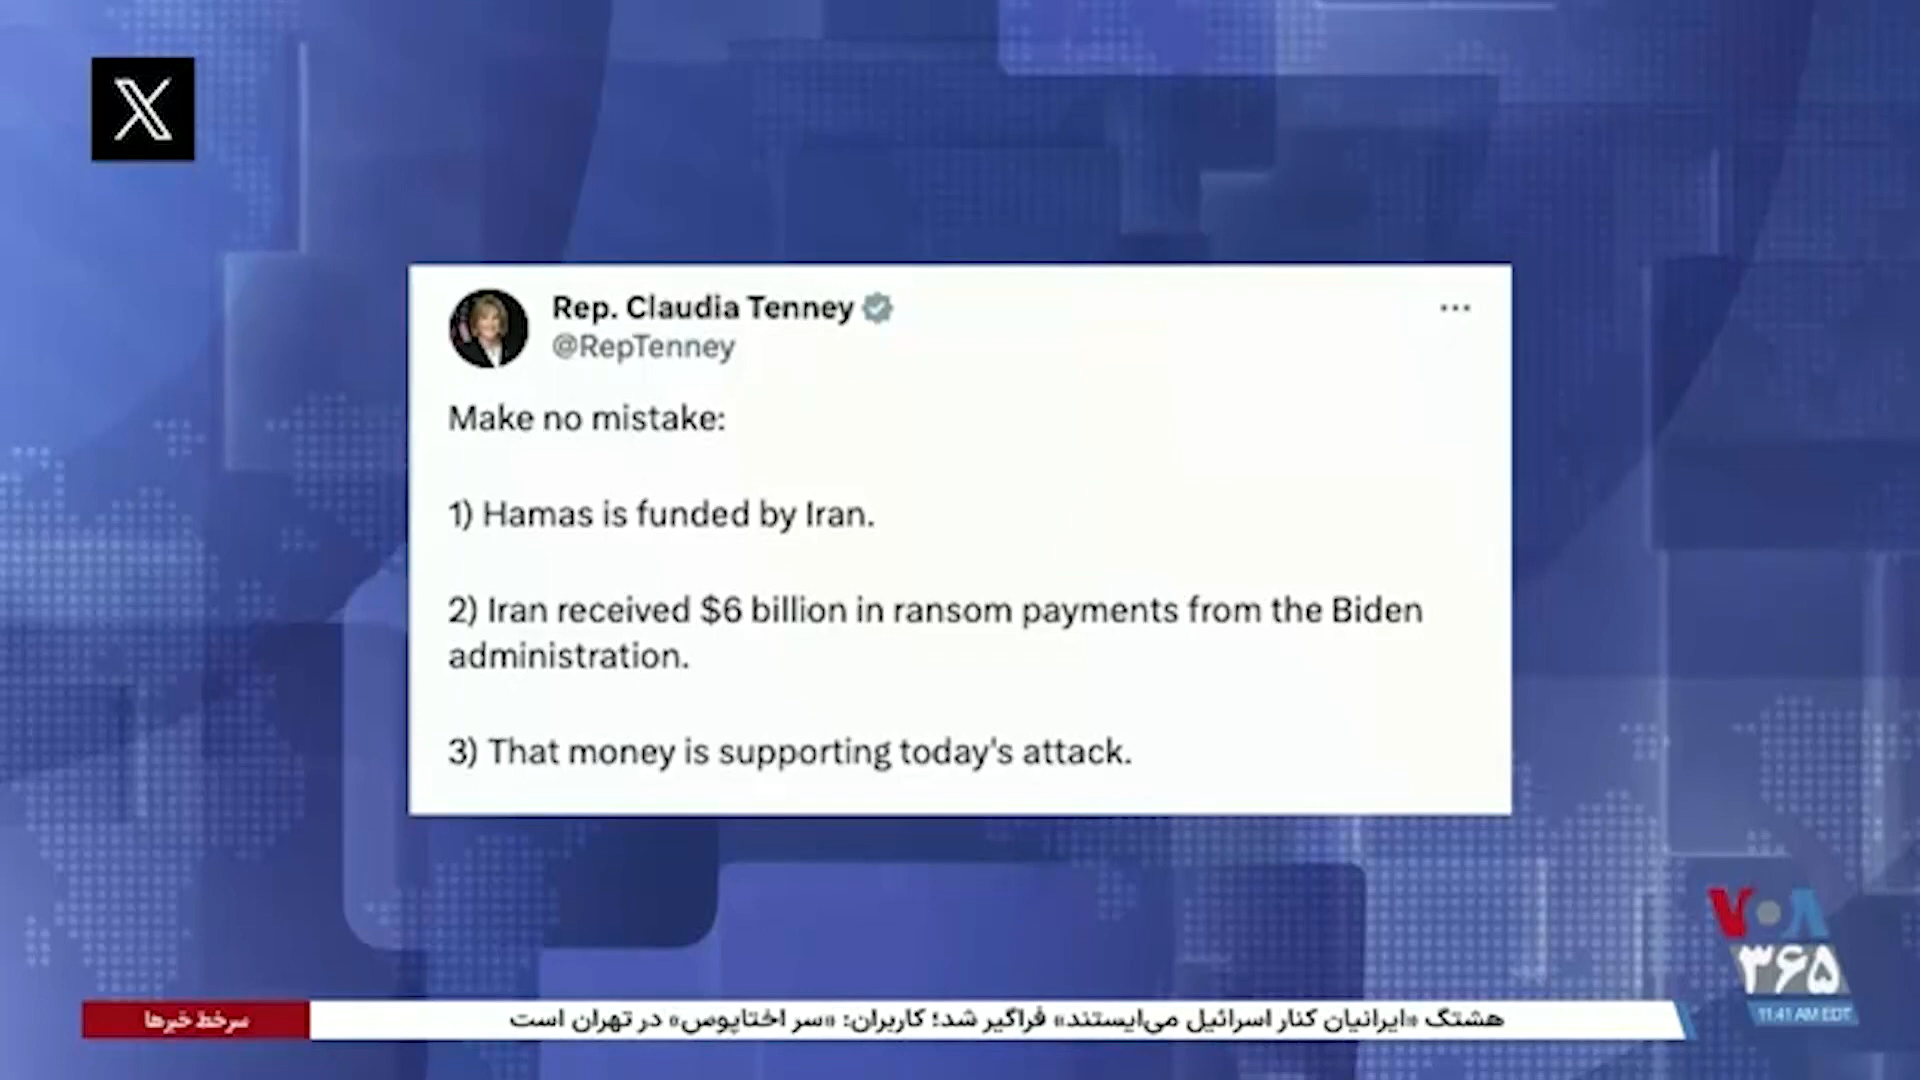 X
Rep. Claudia Tenney
@RepTenney
Make no mistake:
1) Hamas is funded by Iran.
2) Iran received $6 billion in ransom payments from the Biden
administration.
3) That money is supporting today's attack.
VOA
۳۶۵
11:41 AM EDT
سرخط خبرها
هشتگ «ایرانیان کنار اسرائیل می‌ایستند» فراگیر شد؛ کاربران: «سر اختاپوس» در تهران است